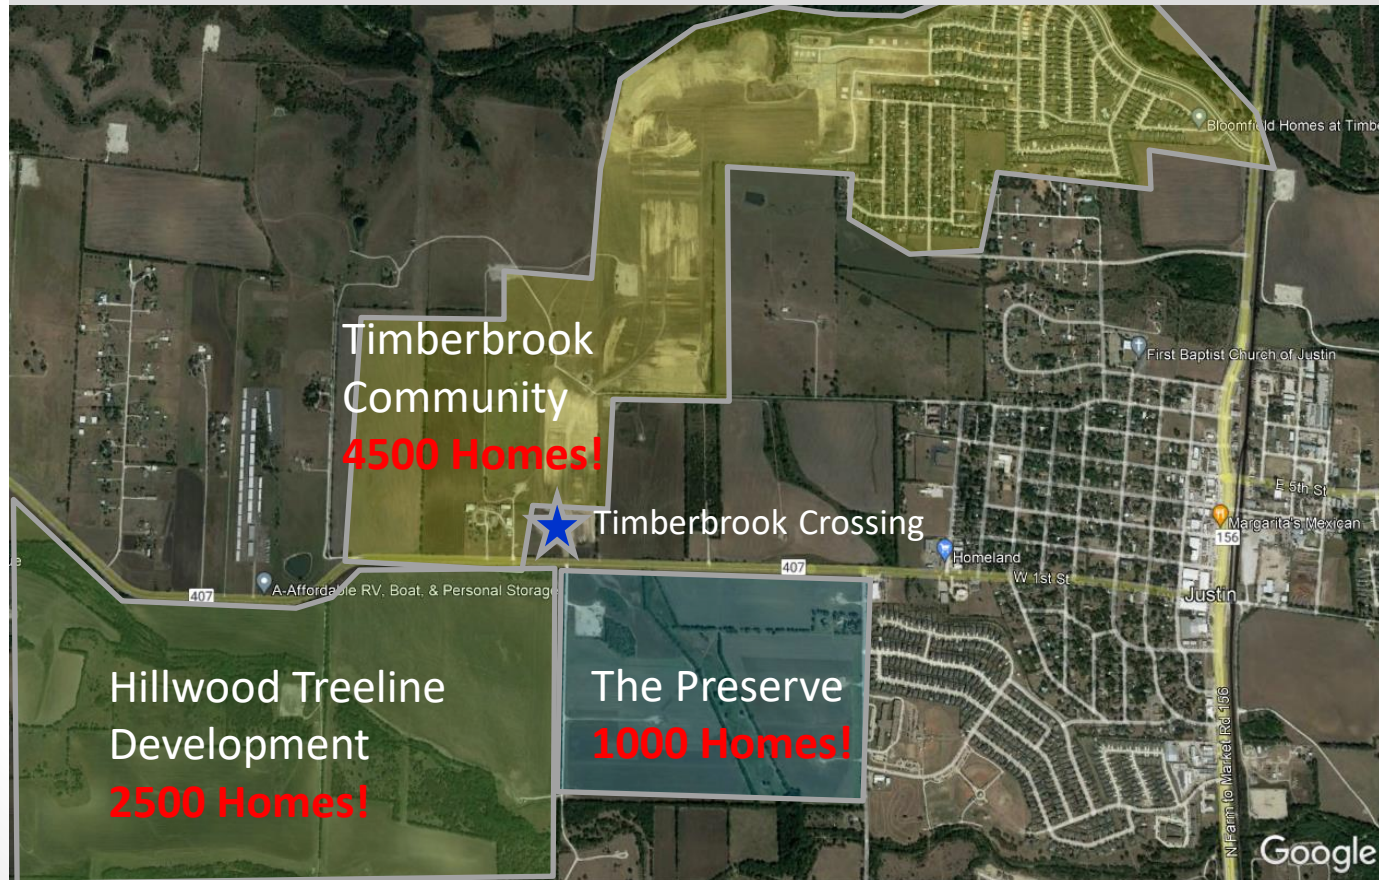 Bloomfield Homes at Timbe
Timberbrook
Community
4500 Homes!
First Baptist Church of Justin
E 5th St
Margarita's Mexican
156
Timberbrook Crossing
Homeland
407
W 1st St
Justin
A-Affordable RV, Boat, & Personal Storage
407
Hillwood Treeline
Development
2500 Homes!
The Preserve
1000 Homes!
N Farm to Market Rd 156
Google